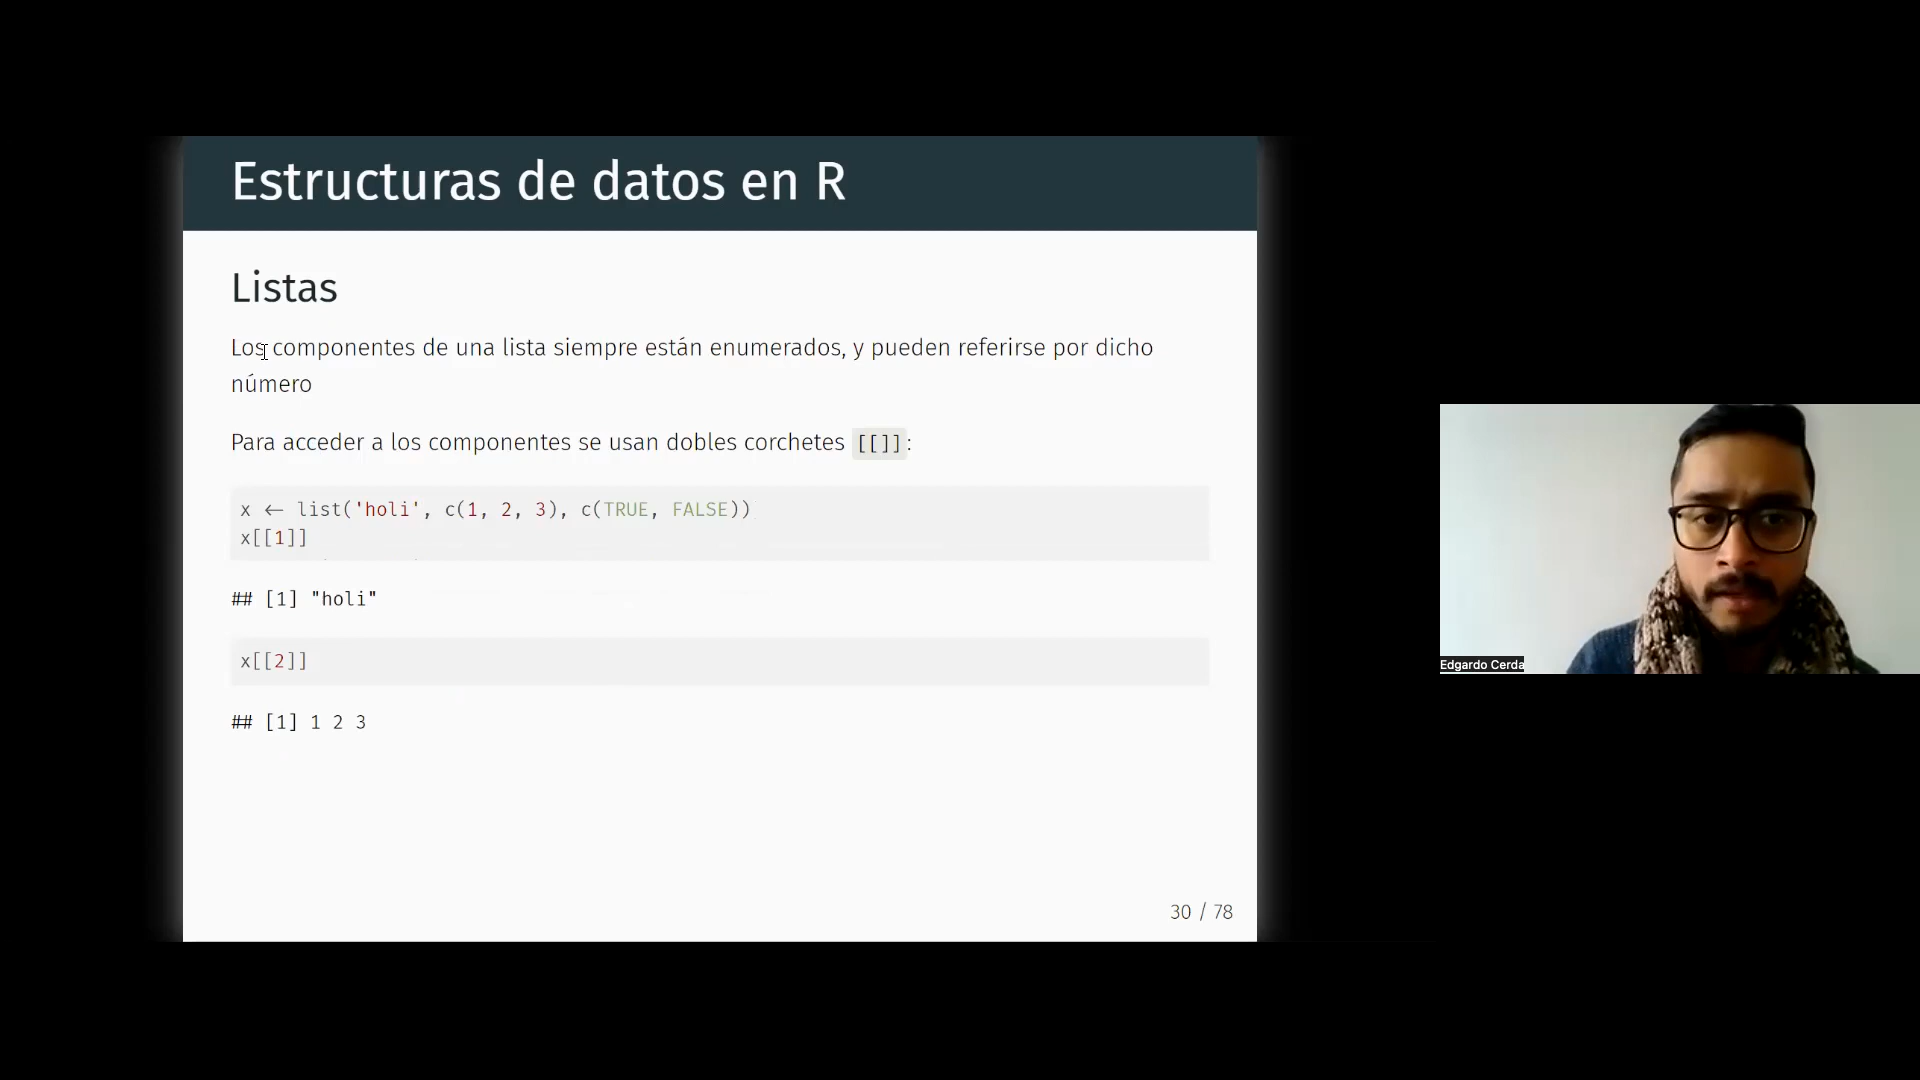 Estructuras de datos en R
Listas
Los componentes de una lista siempre están enumerados, y pueden referirse por dicho
número
Para acceder a los componentes se usan dobles corchetes [[]]:
x <- list('holi', c(1, 2, 3), c(TRUE, FALSE))
x[[1]]
## [1] "holi"
x[[2]]
## [1] 1 2 3
30 / 78
Edgardo Cerda